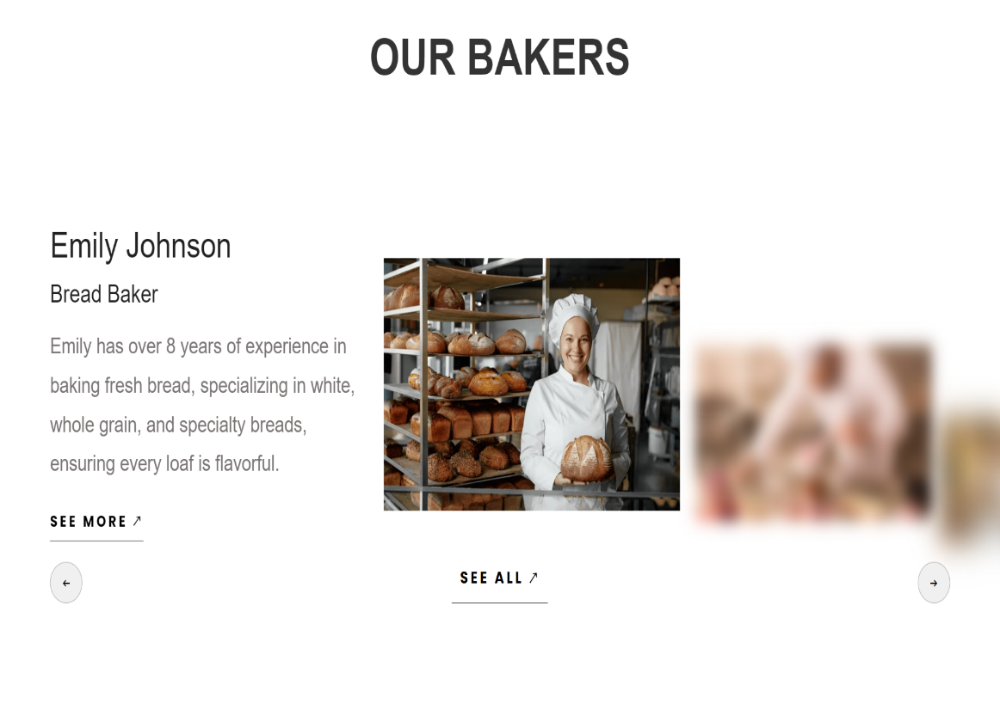 OUR BAKERS
Emily Johnson
Bread Baker
Emily has over 8 years of experience in
baking fresh bread, specializing in white,
whole grain, and specialty breads,
ensuring every loaf is flavorful.
SEE MORE ↗
SEE ALL ↗
← →